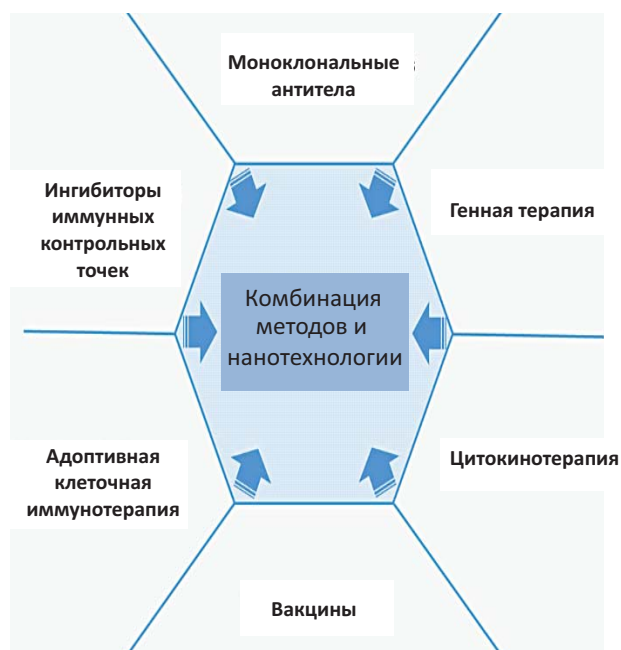 Моноклональные
антитела
Ингибиторы
иммунных
контрольных
точек
Генная терапия
Комбинация
методов и
нанотехнологии
Адоптивная
клеточная
иммунотерапия
Цитокинотерапия
Вакцины